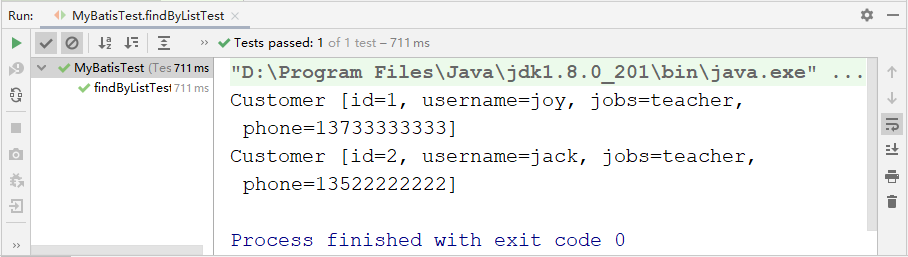 Run: MyBatisTest.findByListTest ×
>> Tests passed: 1 of 1 test – 711 ms
MyBatisTest (Tes 711 ms
findByListTest 711 ms
"D:\Program Files\Java\jdk1.8.0_201\bin\java.exe" ...
Customer [id=1, username=joy, jobs=teacher,
phone=13733333333]
Customer [id=2, username=jack, jobs=teacher,
phone=13522222222]
Process finished with exit code 0
>>